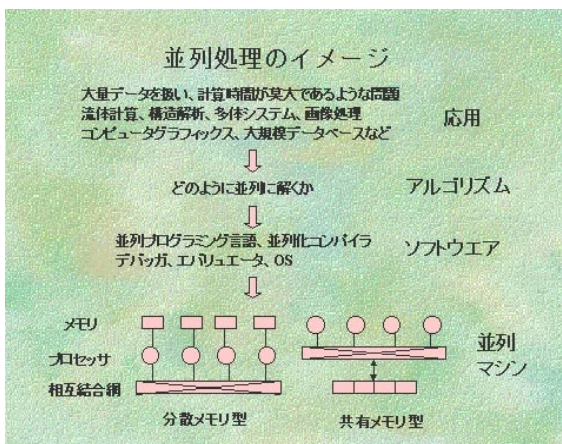 並列処理のイメージ
大量データを扱い、計算時間が莫大であるような問題
流体計算、構造解析、多体システム、画像処理
コンピュータグラフィックス、大規模データベースなど
応用
どのように並列に解くか
アルゴリズム
並列プログラミング言語、並列化コンパイラ
デバッガ、エバリュエータ、OS
ソフトウエア
メモリ
プロセッサ
相互結合網
分散メモリ型
共有メモリ型
並列
マシン